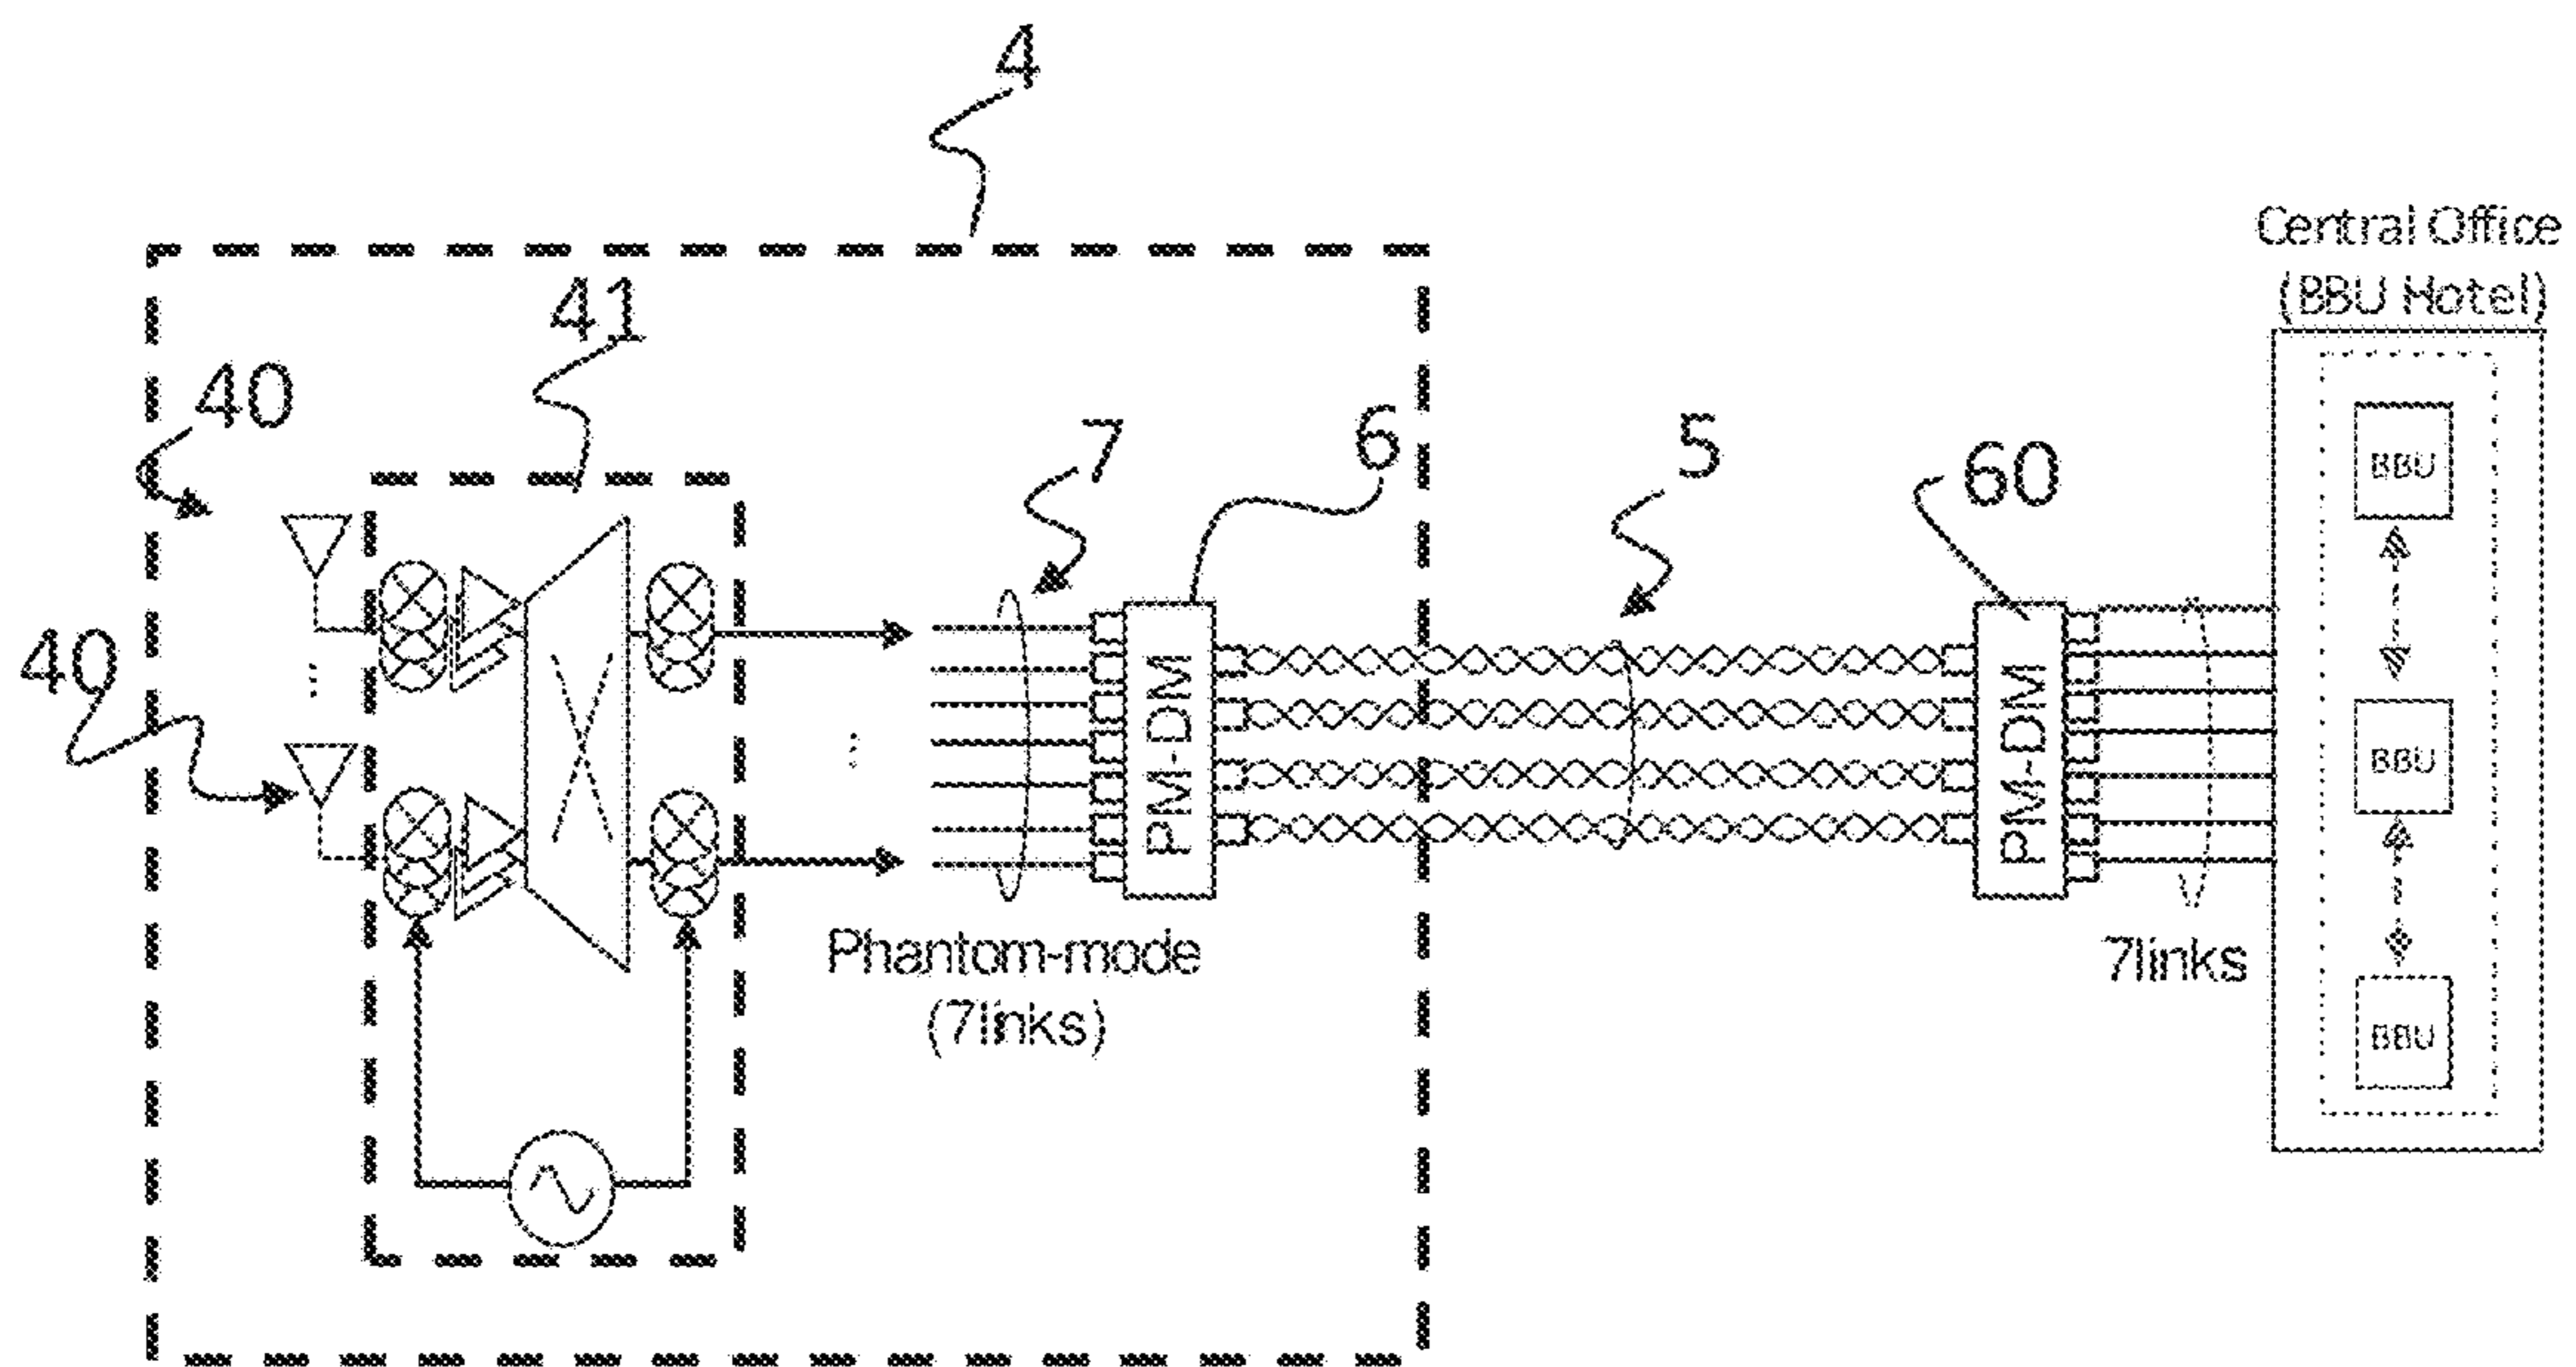 4
Central Office
(BBU Hotel)
41
40
7
6
5
60
BBU
40
PM-DM
PM-DM
BBU
Phantom-mode
(7links)
7links
BBU